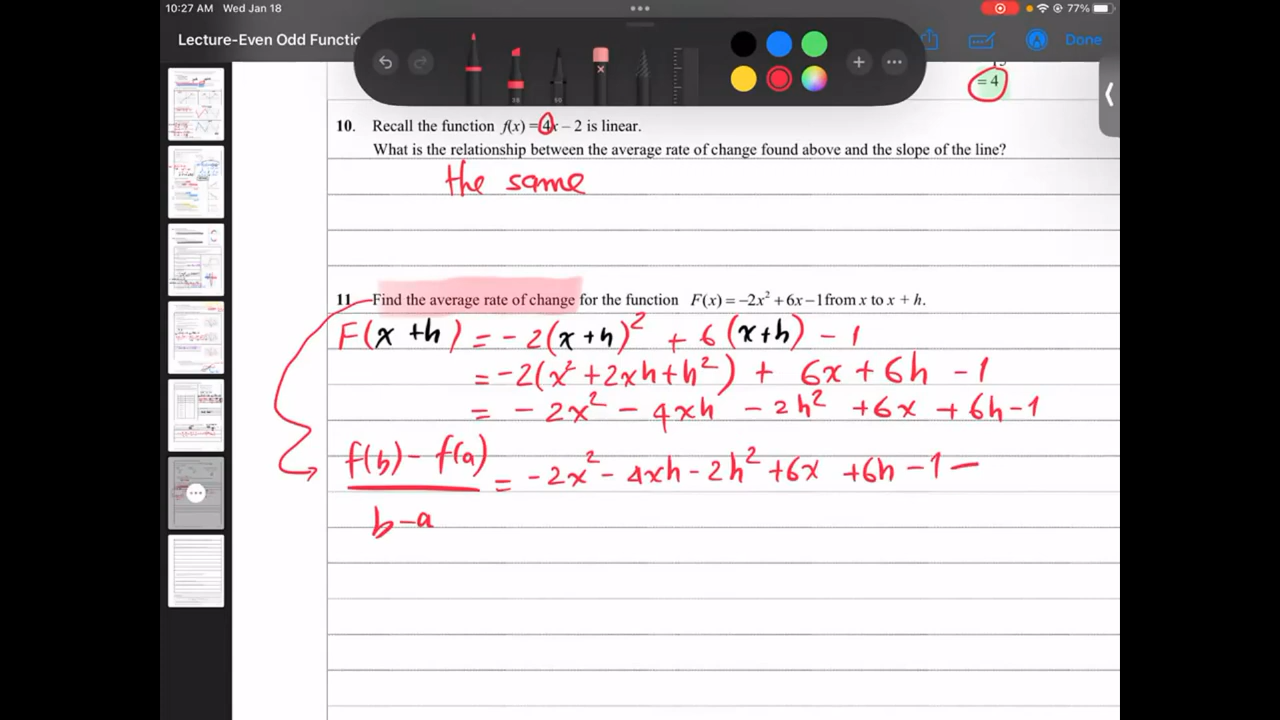 10:27 AM Wed Jan 18
77%
Lecture-Even Odd Functio
Done
= 4
10. Recall the function f(x) = 4x − 2 is linear.
What is the relationship between the average rate of change found above and the slope of the line?
the same
11. Find the average rate of change for the function F(x) = −2x² + 6x − 1 from x to x + h.
F(x + h) = −2(x + h)² + 6(x + h) − 1
= −2(x² + 2xh + h²) + 6x + 6h − 1
= −2x² − 4xh − 2h² + 6x + 6h − 1
f(b) − f(a) = −2x² − 4xh − 2h² + 6x + 6h − 1 −
b − a